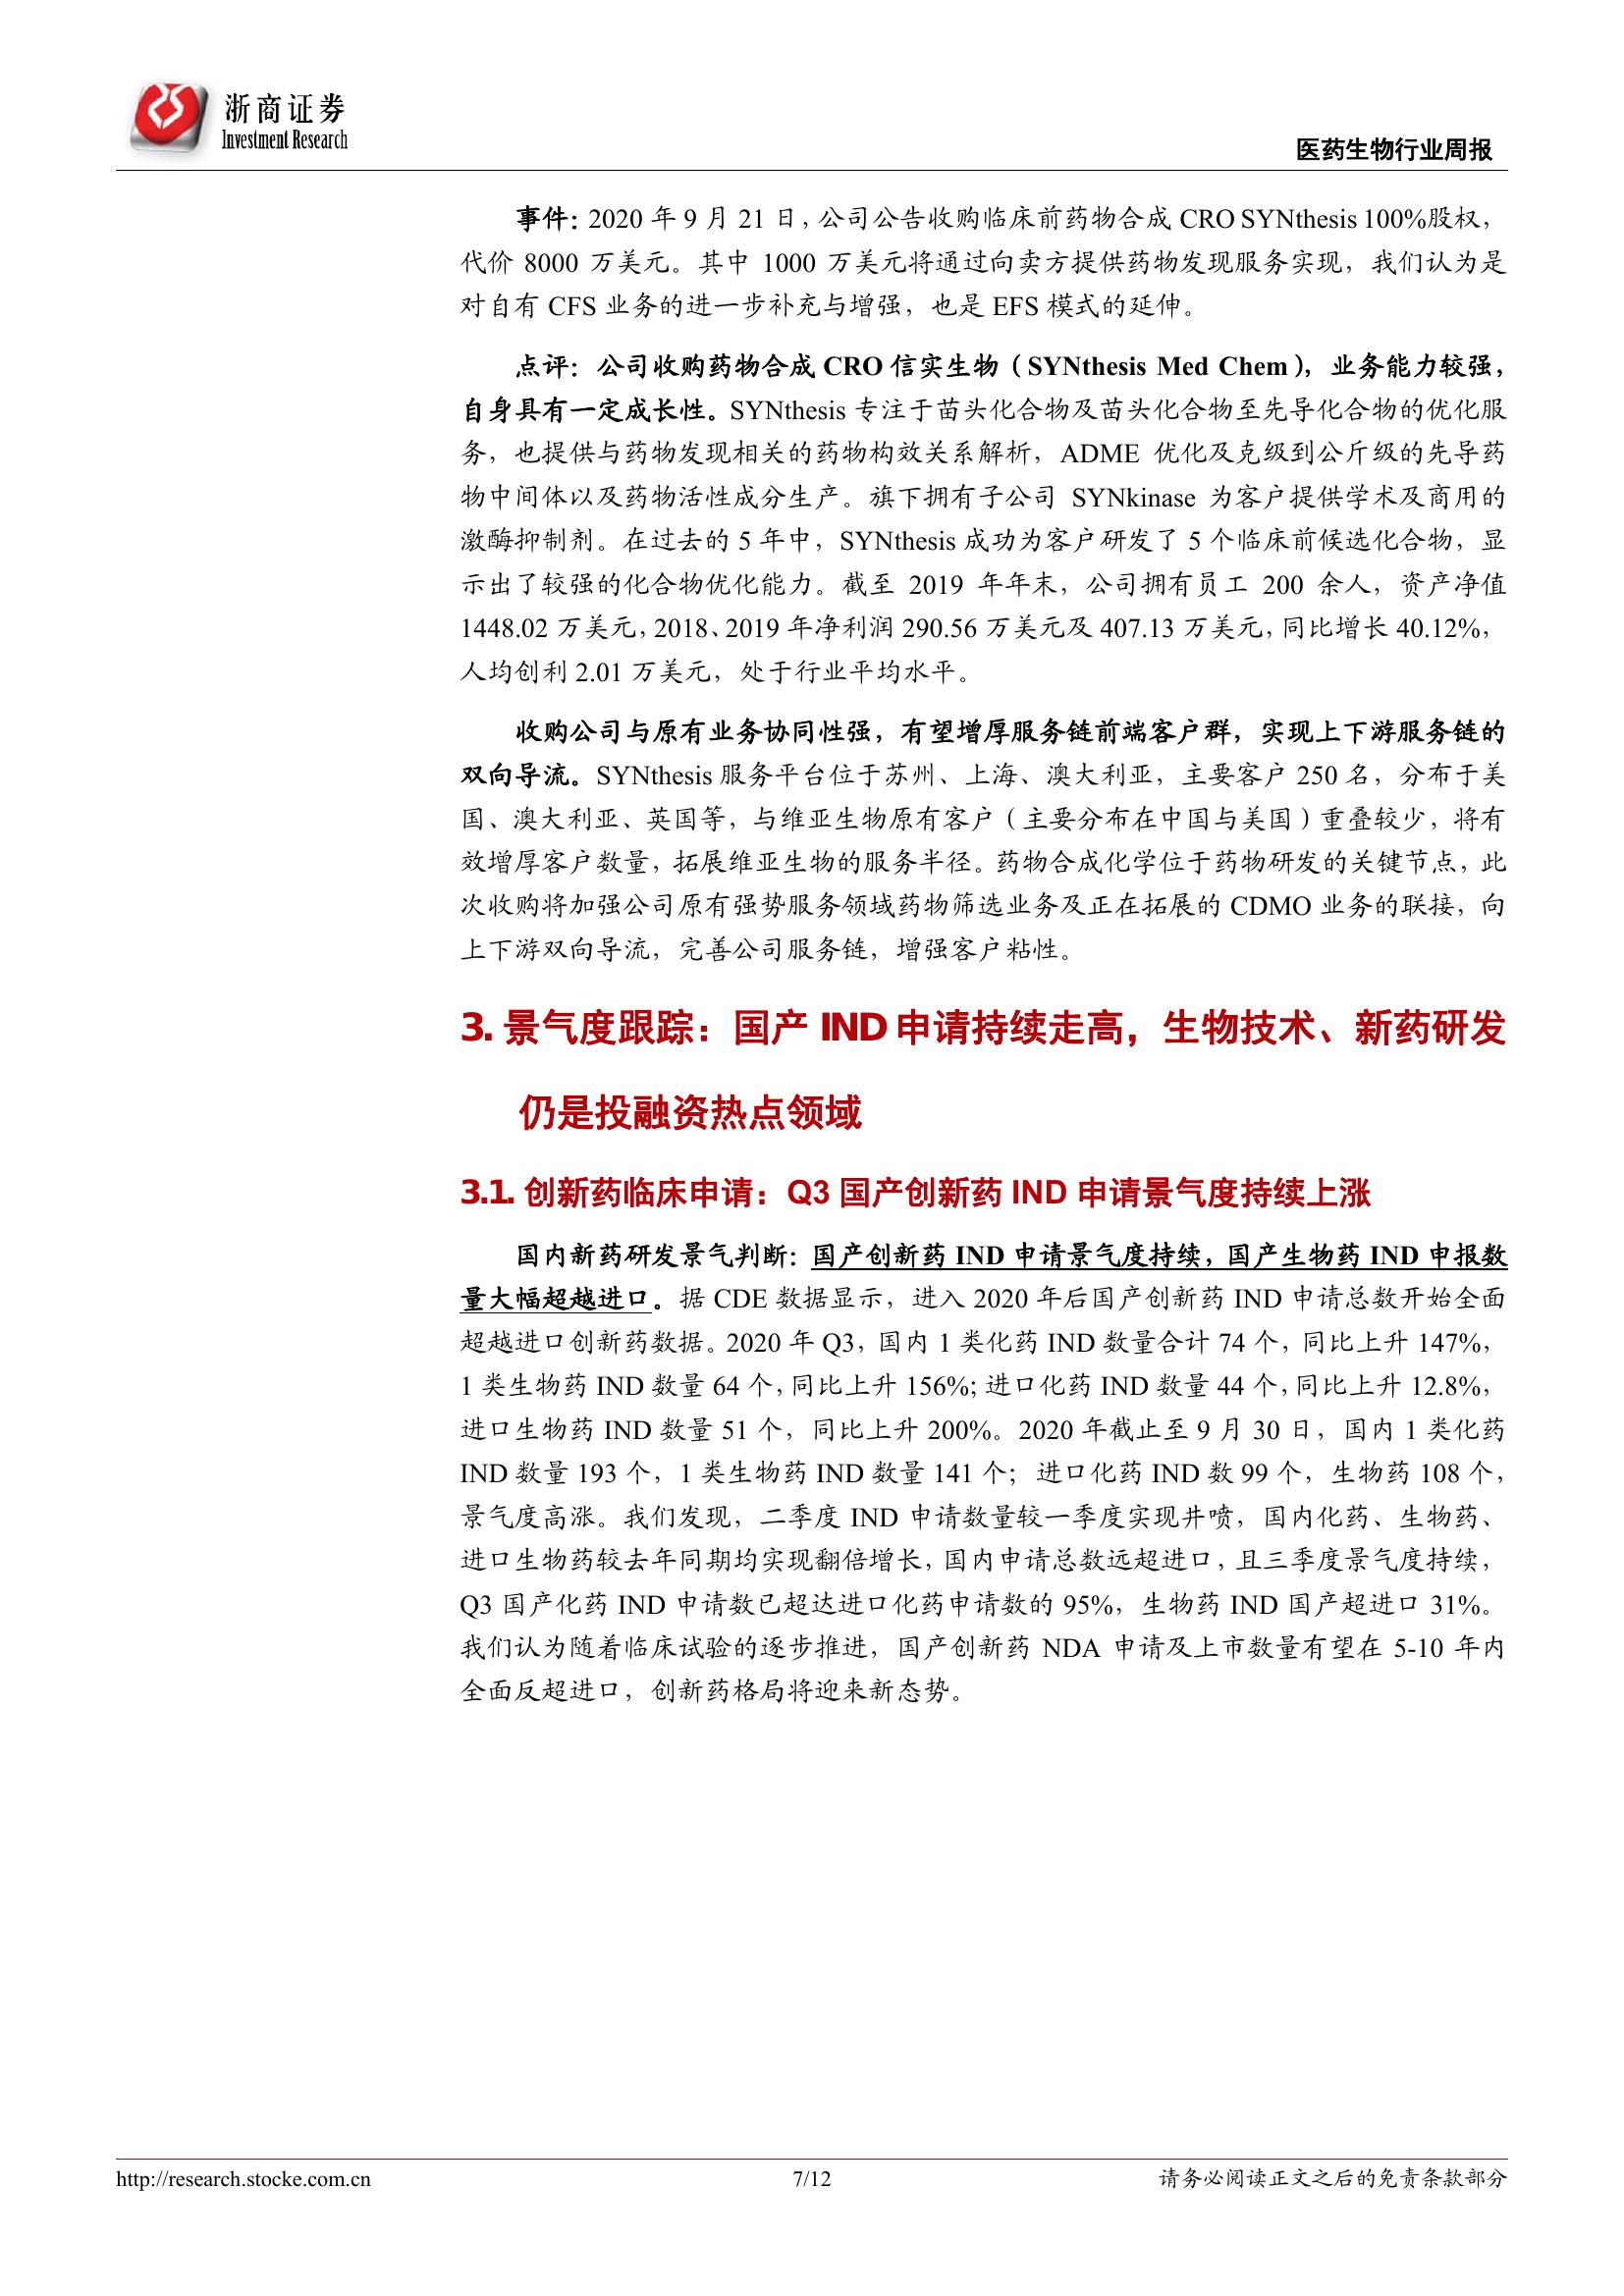 浙商证券
Investment Research
医药生物行业周报
事件：2020 年 9 月 21 日，公司公告收购临床前药物合成 CRO SYNthesis 100%股权，
代价 8000 万美元。其中 1000 万美元将通过向卖方提供药物发现服务实现，我们认为是
对自有 CFS 业务的进一步补充与增强，也是 EFS 模式的延伸。
点评：公司收购药物合成 CRO 信实生物（SYNthesis Med Chem），业务能力较强，
自身具有一定成长性。SYNthesis 专注于苗头化合物及苗头化合物至先导化合物的优化服
务，也提供与药物发现相关的药物构效关系解析，ADME 优化及克级到公斤级的先导药
物中间体以及药物活性成分生产。旗下拥有子公司 SYNkinase 为客户提供学术及商用的
激酶抑制剂。在过去的 5 年中，SYNthesis 成功为客户研发了 5 个临床前候选化合物，显
示出了较强的化合物优化能力。截至 2019 年年末，公司拥有员工 200 余人，资产净值
1448.02 万美元，2018、2019 年净利润 290.56 万美元及 407.13 万美元，同比增长 40.12%，
人均创利 2.01 万美元，处于行业平均水平。
收购公司与原有业务协同性强，有望增厚服务链前端客户群，实现上下游服务链的
双向导流。SYNthesis 服务平台位于苏州、上海、澳大利亚，主要客户 250 名，分布于美
国、澳大利亚、英国等，与维亚生物原有客户（主要分布在中国与美国）重叠较少，将有
效增厚客户数量，拓展维亚生物的服务半径。药物合成化学位于药物研发的关键节点，此
次收购将加强公司原有强势服务领域药物筛选业务及正在拓展的 CDMO 业务的联接，向
上下游双向导流，完善公司服务链，增强客户粘性。
3. 景气度跟踪：国产 IND 申请持续走高，生物技术、新药研发
仍是投融资热点领域
3.1. 创新药临床申请：Q3 国产创新药 IND 申请景气度持续上涨
国内新药研发景气判断：国产创新药 IND 申请景气度持续，国产生物药 IND 申报数
量大幅超越进口。据 CDE 数据显示，进入 2020 年后国产创新药 IND 申请总数开始全面
超越进口创新药数据。2020 年 Q3，国内 1 类化药 IND 数量合计 74 个，同比上升 147%，
1 类生物药 IND 数量 64 个，同比上升 156%；进口化药 IND 数量 44 个，同比上升 12.8%，
进口生物药 IND 数量 51 个，同比上升 200%。2020 年截止至 9 月 30 日，国内 1 类化药
IND 数量 193 个，1 类生物药 IND 数量 141 个；进口化药 IND 数 99 个，生物药 108 个，
景气度高涨。我们发现，二季度 IND 申请数量较一季度实现井喷，国内化药、生物药、
进口生物药较去年同期均实现翻倍增长，国内申请总数远超进口，且三季度景气度持续，
Q3 国产化药 IND 申请数已超达进口化药申请数的 95%，生物药 IND 国产超进口 31%。
我们认为随着临床试验的逐步推进，国产创新药 NDA 申请及上市数量有望在 5-10 年内
全面反超进口，创新药格局将迎来新态势。
http://research.stocke.com.cn
7/12
请务必阅读正文之后的免责条款部分